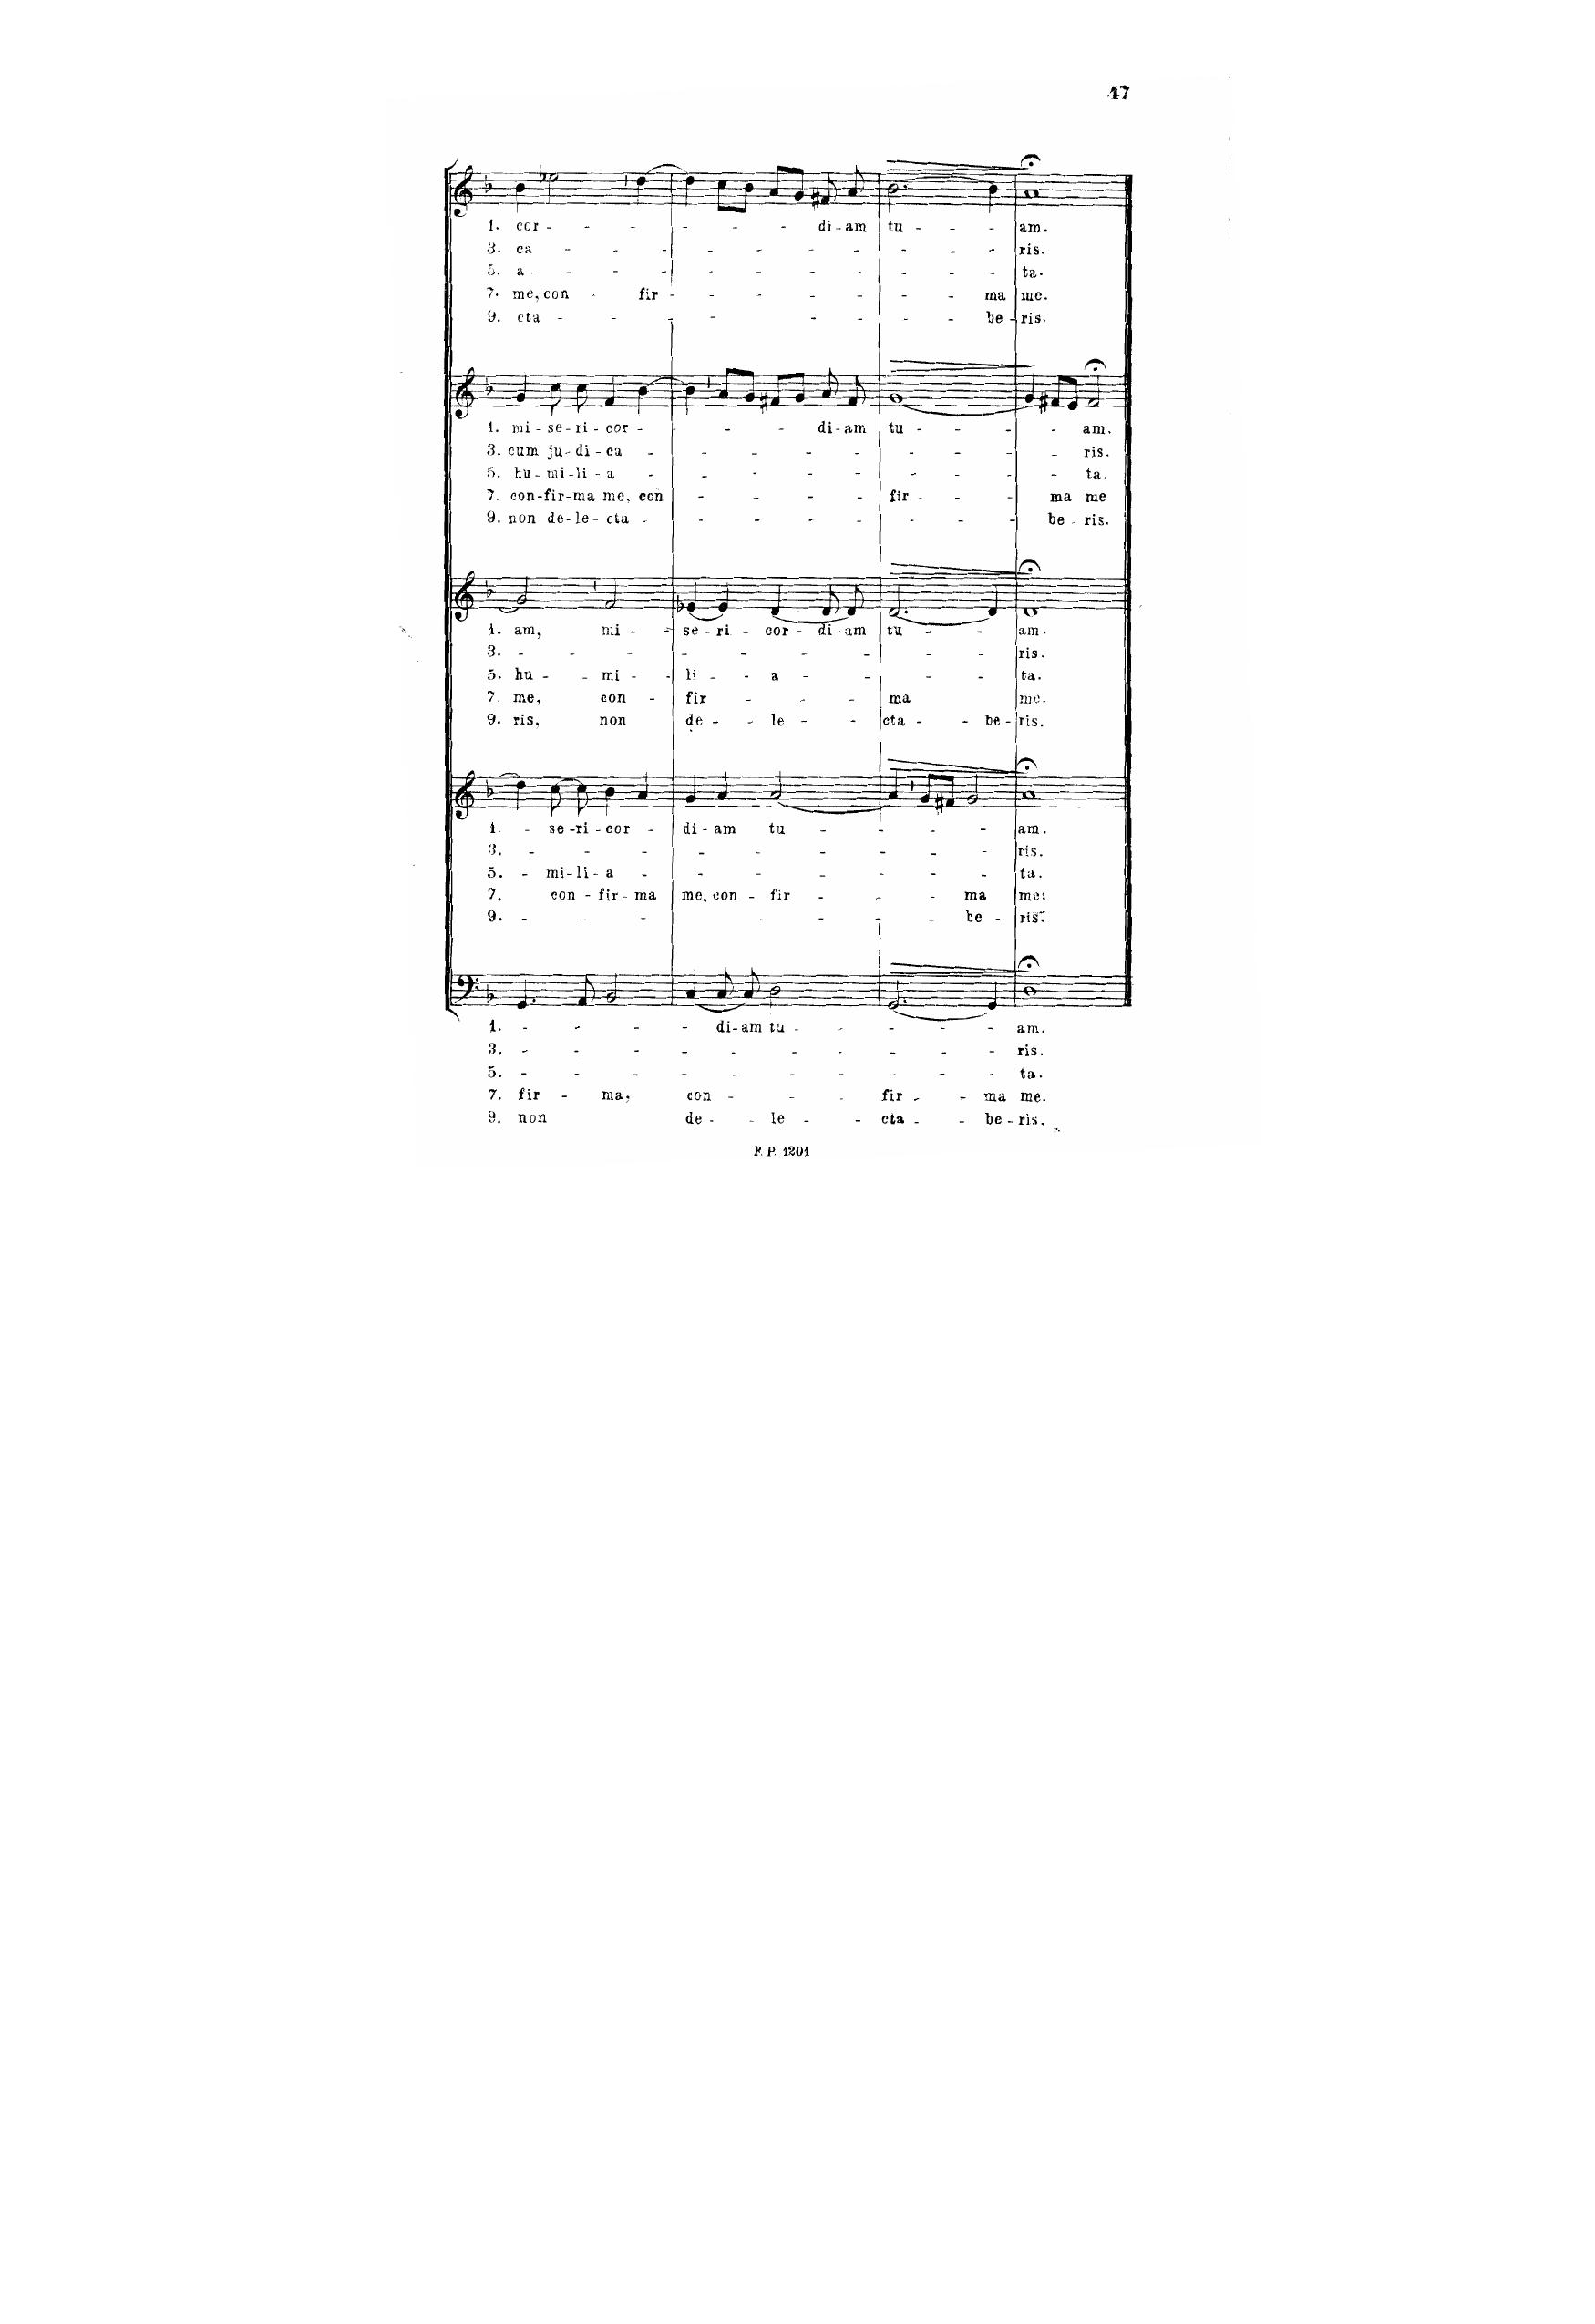 47
1. cor - - - - - - di - am tu - - - am.
3. ca - - - - - - - - - - - ris.
5. a - - - - - - - - - - - ta.
7. me, con - fir - - - - - - - ma me.
9. cta - - - - - - - - be - ris.
1. mi - se - ri - cor - - - - di - am tu - - - - am.
3. cum ju - di - ca - - - - - - - - - ris.
5. hu - mi - li - a - - - - - - - - - ta.
7. con - fir - ma me, con - - - - fir - - - ma me
9. non de - le - cta - - - - - - - - be - ris.
1. am, mi - se - ri - cor - di - am tu - - am.
3. - - - - - - - - - ris.
5. hu - - mi - li - - a - - - - ta.
7. me, con - fir - - - ma me.
9. ris, non de - - le - - cta - - be - ris.
1. - se - ri - cor - di - am tu - - - - am.
3. - - - - - - - - - ris.
5. - mi - li - a - - - - - - - ta.
7. con - fir - ma me, con - fir - - - ma me:
9. - - - - - - - - be - ris.
1. - - - - di - am tu - - - - - am.
3. - - - - - - - - - - ris.
5. - - - - - - - - - - ta.
7. fir - ma, con - - - fir - - ma me.
9. non de - - le - - cta - - be - ris.
F. P. 1201